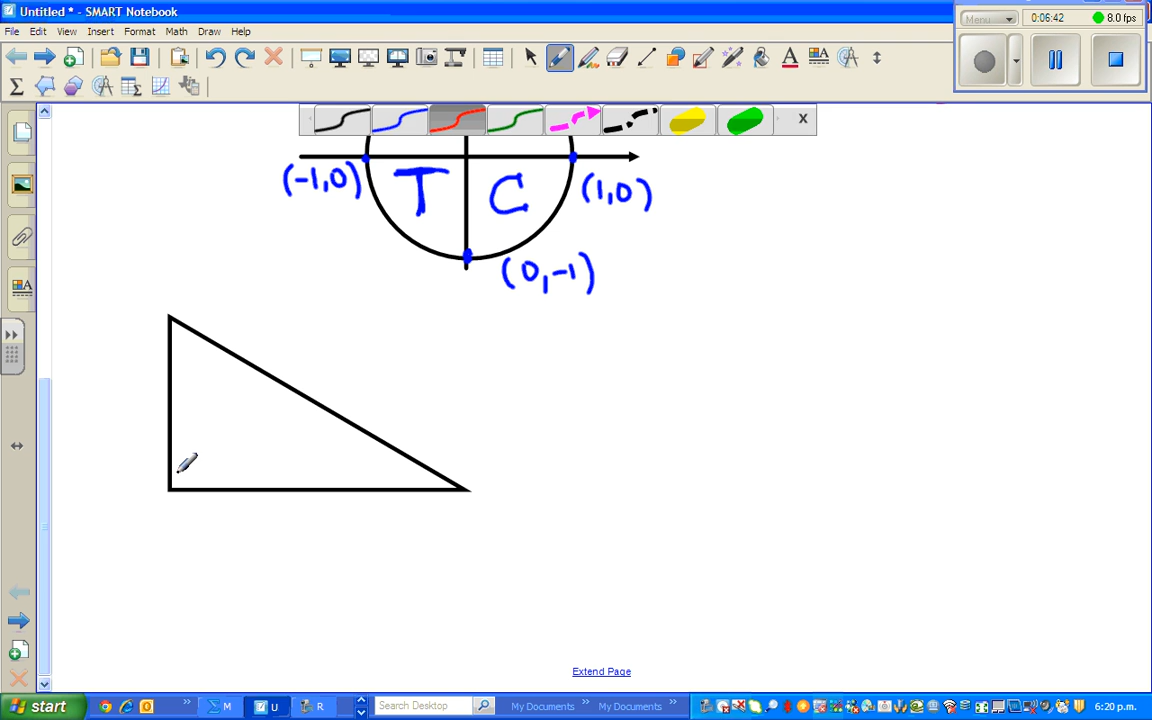 Untitled * - SMART Notebook
File Edit View Insert Format Math Draw Help
Menu
0:06:42
8.0 fps
x
(-1,0)
T
C
(1,0)
(0,-1)
Extend Page
start
M
U
R
Search Desktop
My Documents
My Documents
6:20 p.m.